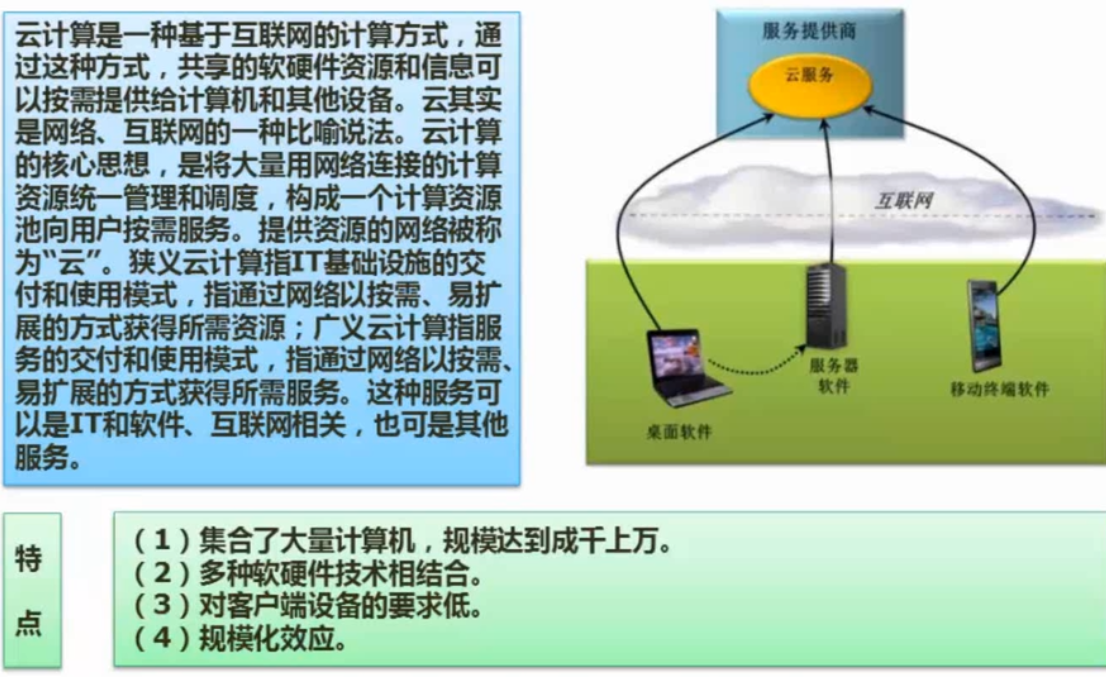 云计算是一种基于互联网的计算方式，通
过这种方式，共享的软硬件资源和信息可
以按需提供给计算机和其他设备。云其实
是网络、互联网的一种比喻说法。云计算
的核心思想，是将大量用网络连接的计算
资源统一管理和调度，构成一个计算资源
池向用户按需服务。提供资源的网络被称
为“云”。狭义云计算指IT基础设施的交
付和使用模式，指通过网络以按需、易扩
展的方式获得所需资源；广义云计算指服
务的交付和使用模式，指通过网络以按需、
易扩展的方式获得所需服务。这种服务可
以是IT和软件、互联网相关，也可是其他
服务。
服务提供商
云服务
互联网
服务器
软件
移动终端软件
桌面软件
特
点
（1）集合了大量计算机，规模达到成千上万。
（2）多种软硬件技术相结合。
（3）对客户端设备的要求低。
（4）规模化效应。